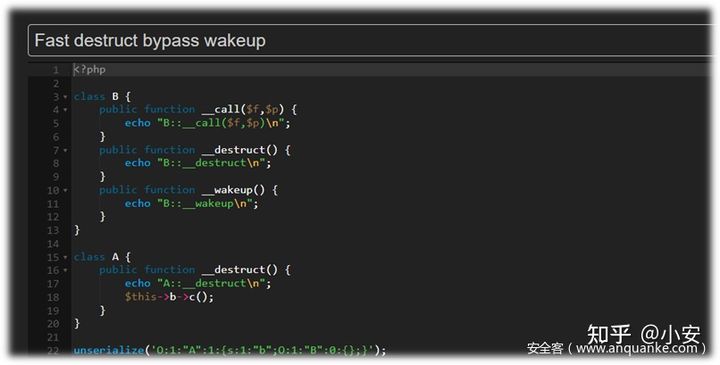 Fast destruct bypass wakeup
1 <?php
2
3 class B {
4 public function __call($f,$p) {
5 echo "B::__call($f,$p)\n";
6 }
7 public function __destruct() {
8 echo "B::__destruct\n";
9 }
10 public function __wakeup() {
11 echo "B::__wakeup\n";
12 }
13 }
14
15 class A {
16 public function __destruct() {
17 echo "A::__destruct\n";
18 $this->b->c();
19 }
20 }
21
22 unserialize('O:1:"A":1:{s:1:"b";O:1:"B":0:{};}');
知乎 @小安
安全客(www.anquanke.com)